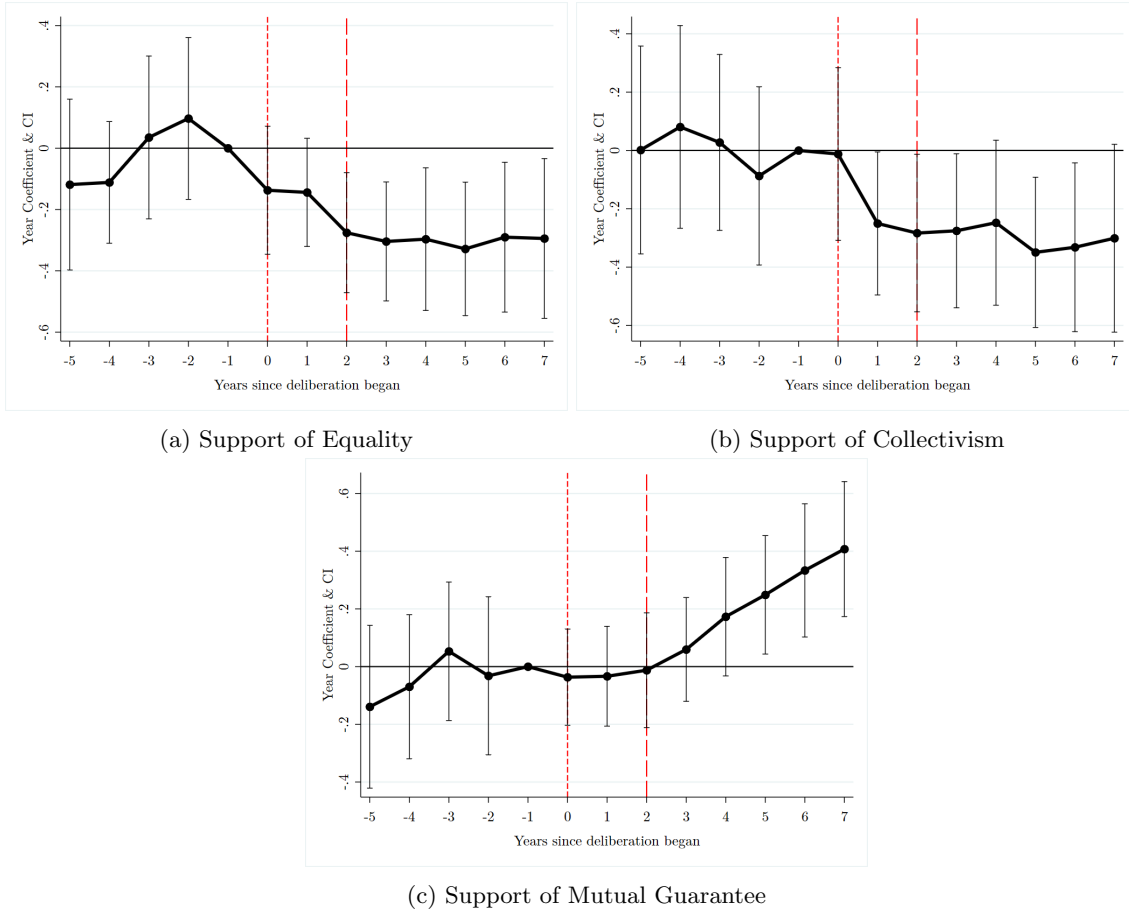 Year Coefficient & CI
.4
.2
0
-.2
-.4
-.6
-5 -4 -3 -2 -1 0 1 2 3 4 5 6 7
Years since deliberation began
(a) Support of Equality
Year Coefficient & CI
.4
.2
0
-.2
-.4
-.6
-5 -4 -3 -2 -1 0 1 2 3 4 5 6 7
Years since deliberation began
(b) Support of Collectivism
Year Coefficient & CI
.6
.4
.2
0
-.2
-.4
-5 -4 -3 -2 -1 0 1 2 3 4 5 6 7
Years since deliberation began
(c) Support of Mutual Guarantee